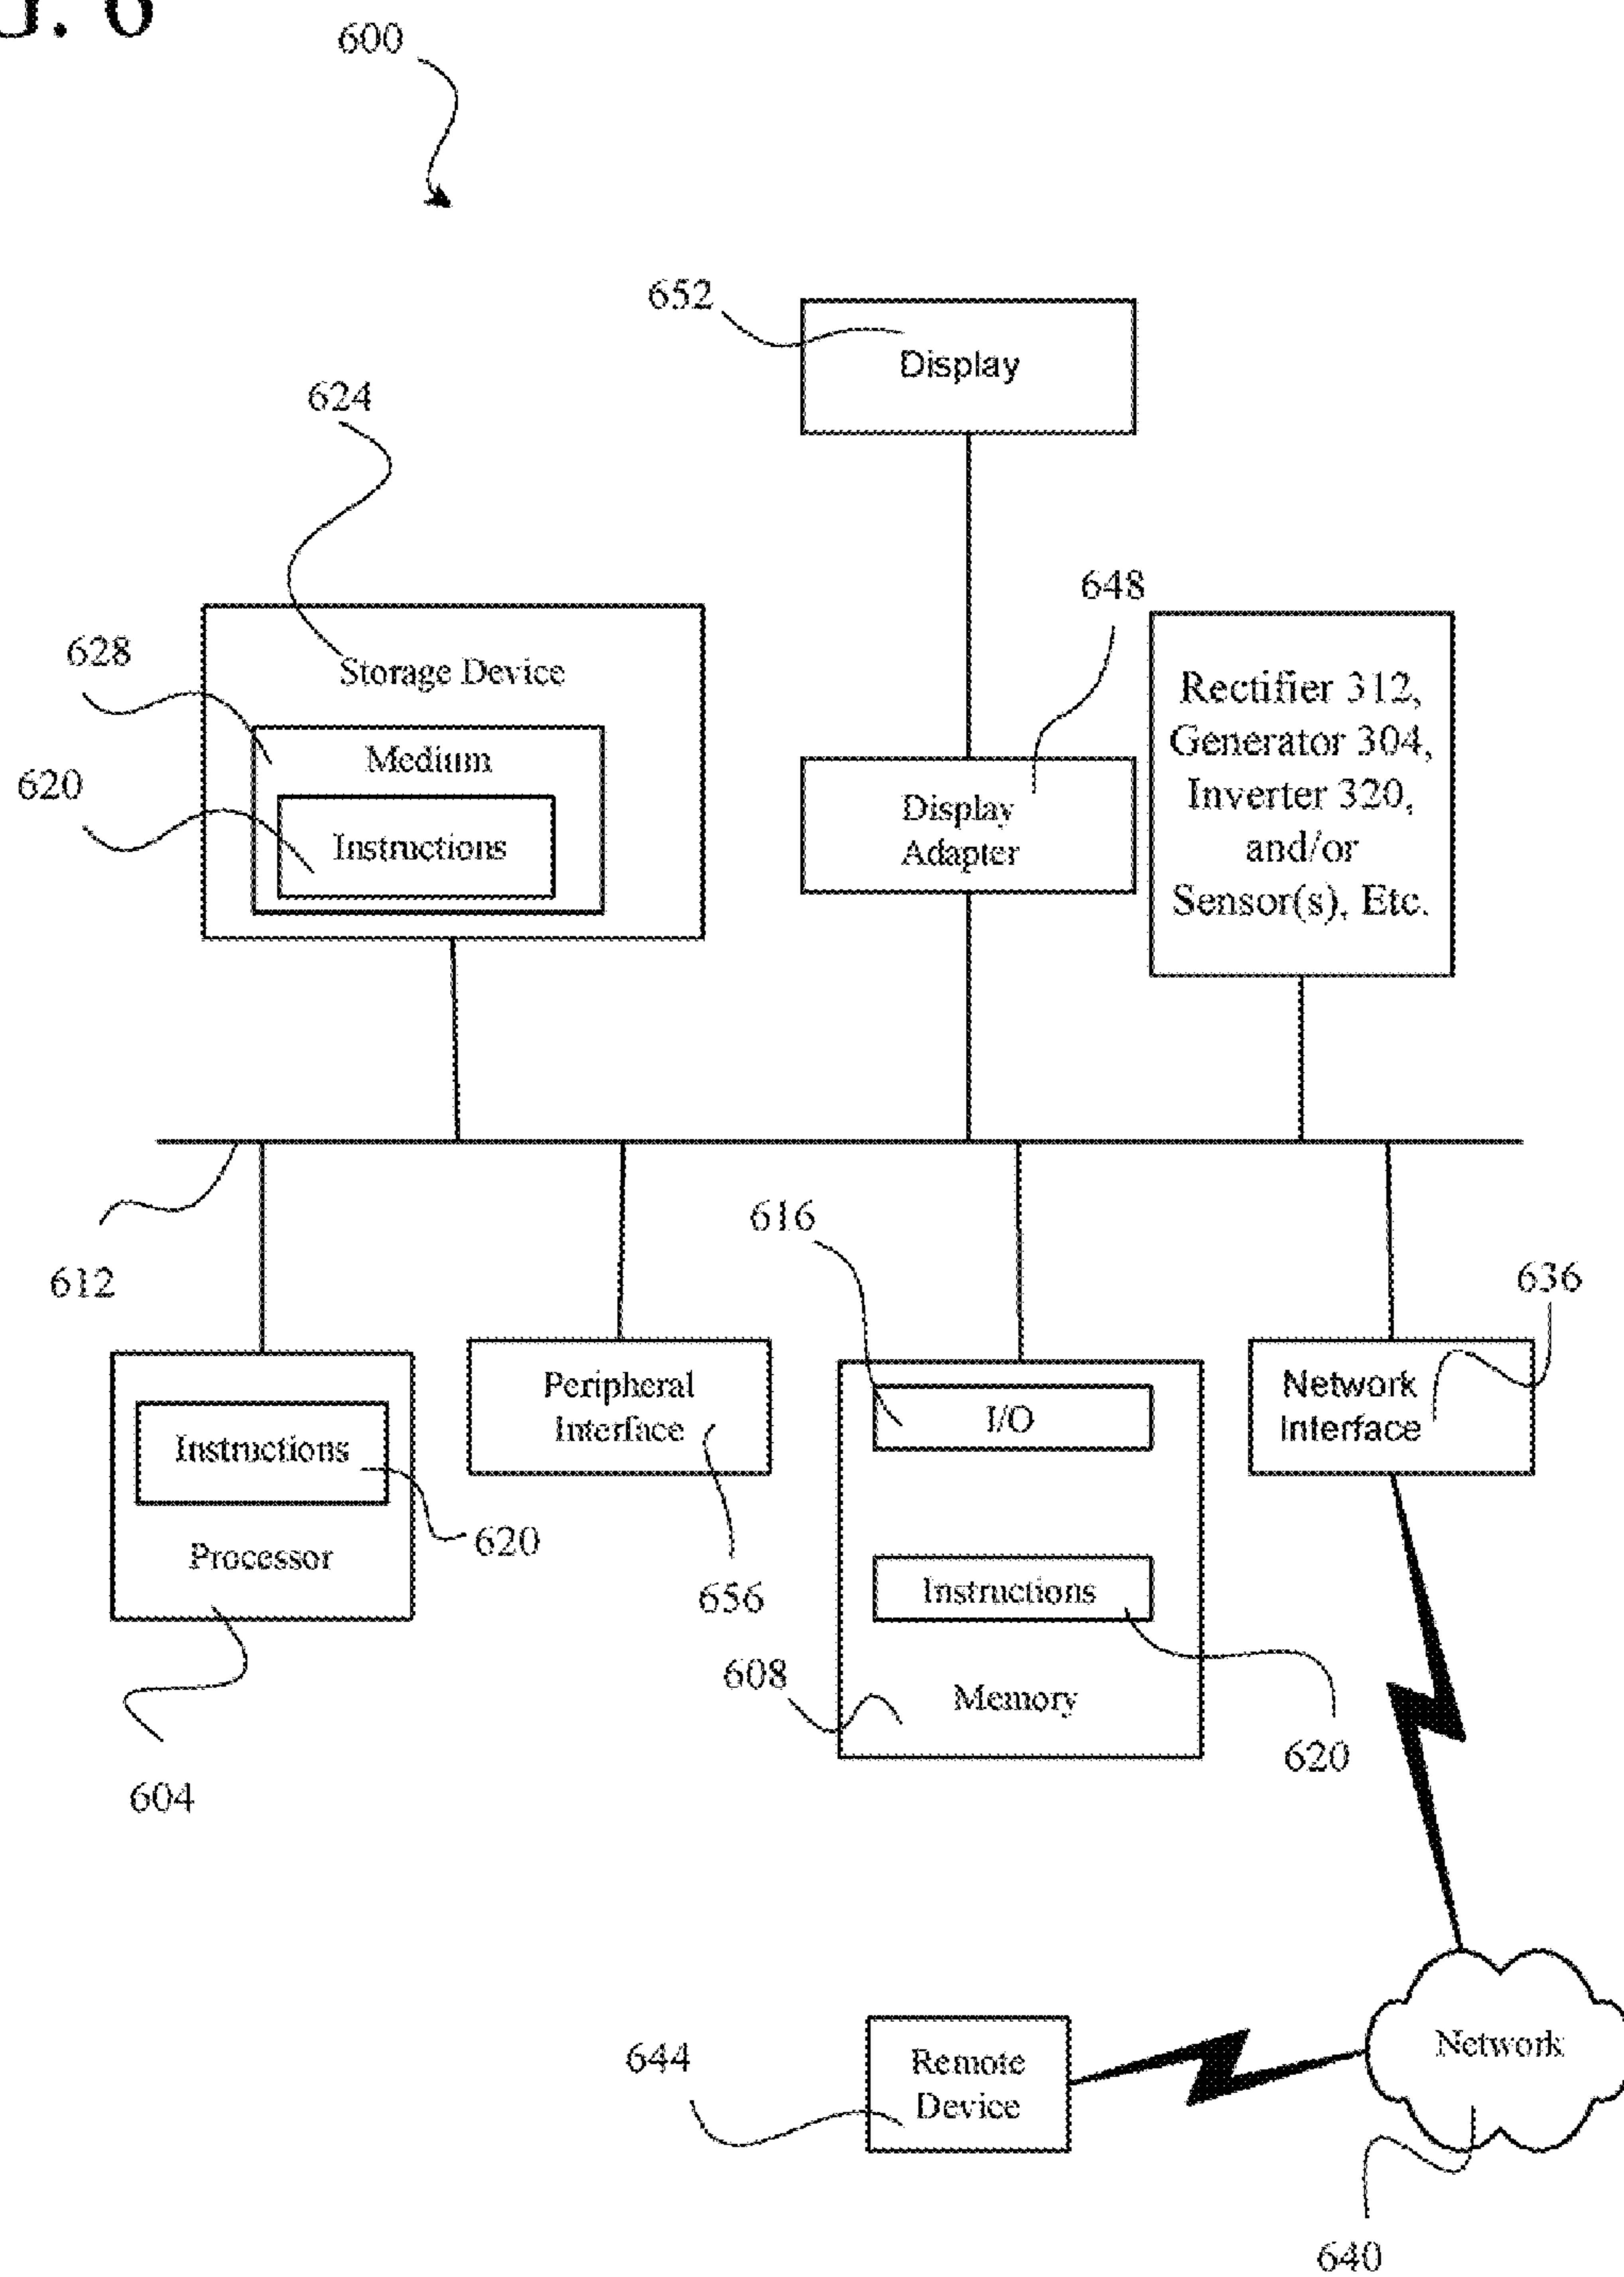 G. 6
600
652
Display
624
648
628
Storage Device
Rectifier 312,
Generator 304,
Inverter 320,
and/or
Sensor(s), Etc.
Medium
620
Instructions
Display
Adapter
612
616
636
Peripheral
Interface
I/O
Network
Interface
Instructions
620
Processor
656
Instructions
608
Memory
620
604
644
Remote
Device
Network
640